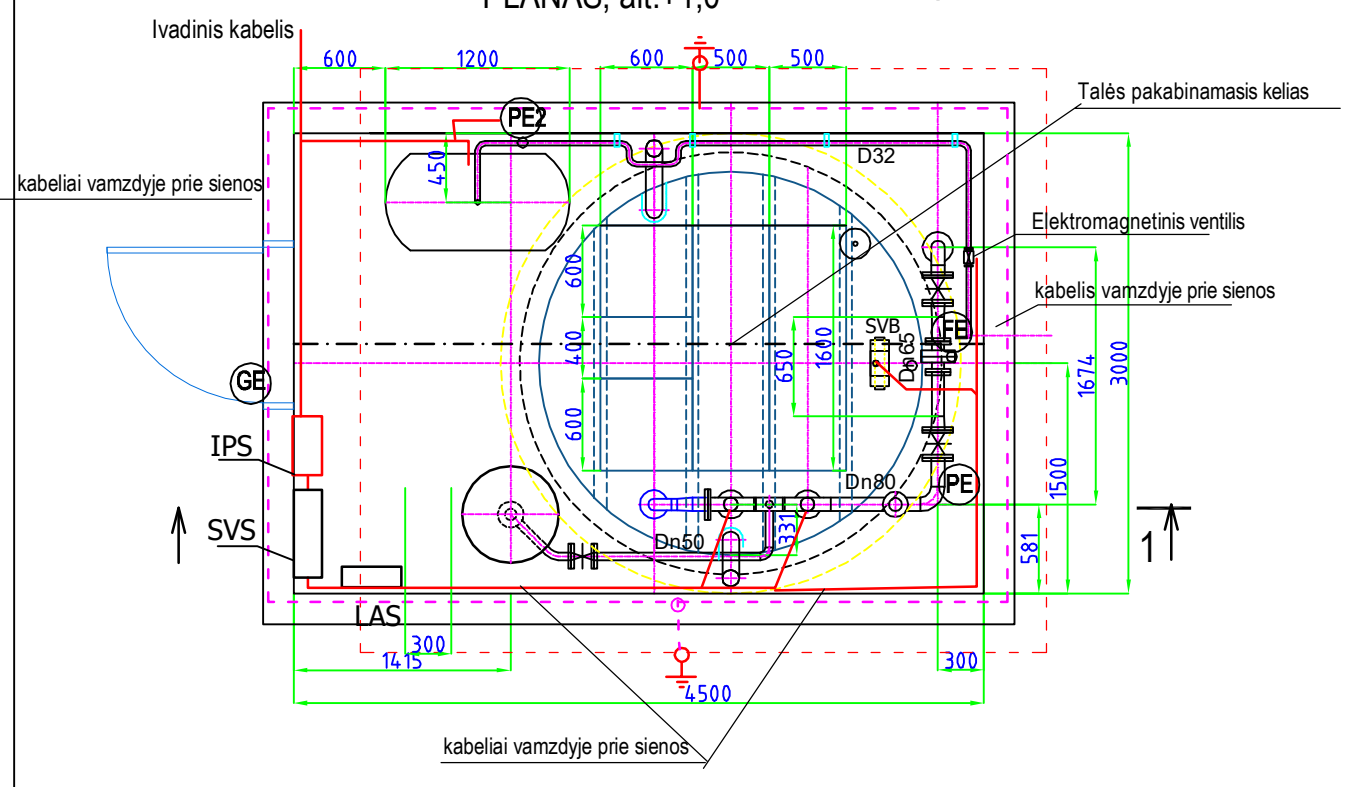 PLANAS, alt.+1,0
Ivadinis kabelis
600
1200
600
500
500
Talės pakabinamasis kelias
PE2
D32
450
kabeliai vamzdyje prie sienos
Elektromagnetinis ventilis
600
kabelis vamzdyje prie sienos
SVB
FE
Dn65
400
650
1600
1674
3000
GE
600
IPS
Dn80
PE
1500
SVS
331
Dn50
581
1
LAS
300
1415
300
4500
kabeliai vamzdyje prie sienos